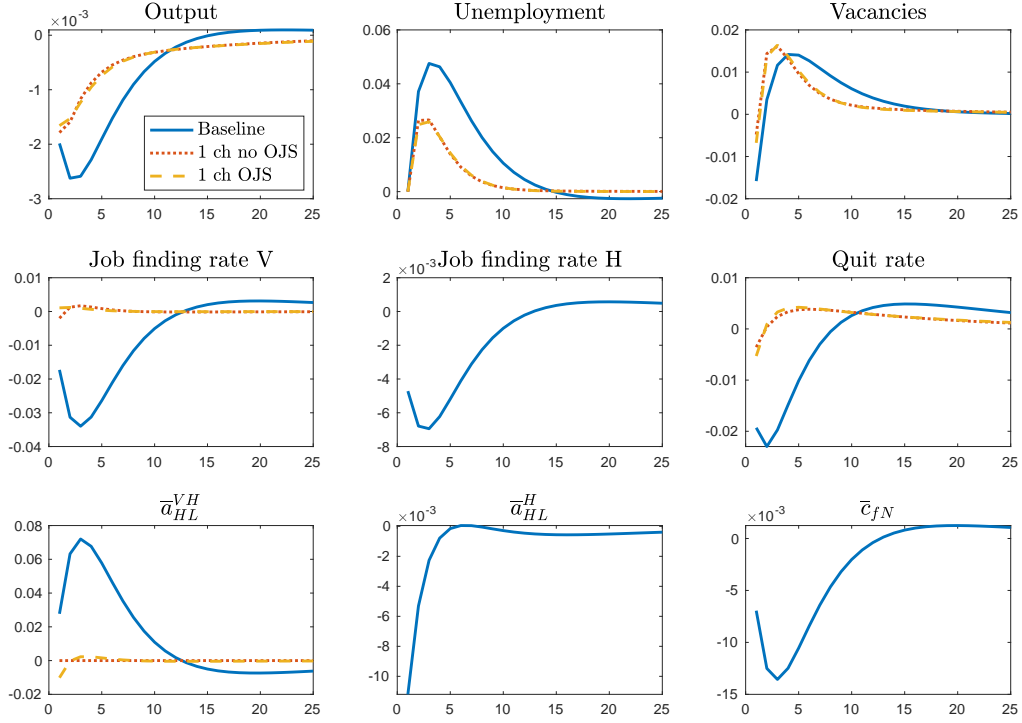 Output
Unemployment
Vacancies
×10⁻³
0
-1
-2
-3
0 5 10 15 20 25
Baseline
1 ch no OJS
1 ch OJS
0.06
0.04
0.02
0
0 5 10 15 20 25
0.02
0.01
0
-0.01
-0.02
0 5 10 15 20 25
Job finding rate V
×10⁻³ Job finding rate H
Quit rate
0.01
0
-0.01
-0.02
-0.03
-0.04
0 5 10 15 20 25
2
0
-2
-4
-6
-8
0 5 10 15 20 25
0.01
0
-0.01
-0.02
0 5 10 15 20 25
a̅ᵛᴴ_HL
a̅ᴴ_HL
c̅_fN
0.08
0.06
0.04
0.02
0
-0.02
0 5 10 15 20 25
×10⁻³
0
-2
-4
-6
-8
-10
0 5 10 15 20 25
×10⁻³
0
-5
-10
-15
0 5 10 15 20 25